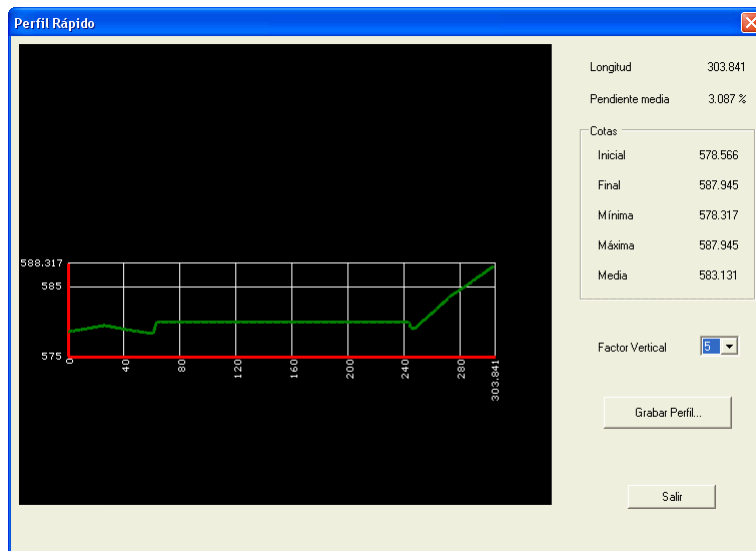 Perfil Rápido
Longitud 303.841
Pendiente media 3.087 %
Cotas
Inicial 578.566
Final 587.945
Mínima 578.317
Máxima 587.945
Media 583.131
588.317
585
575
0 40 80 120 160 200 240 280 303.841
Factor Vertical 5
Grabar Perfil...
Salir